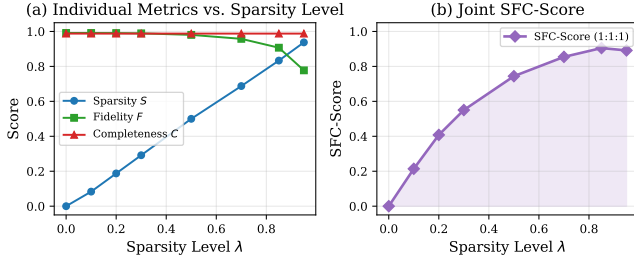 (a) Individual Metrics vs. Sparsity Level
(b) Joint SFC-Score
Score
1.0
0.8
0.6
0.4
0.2
0.0
Sparsity S
Fidelity F
Completeness C
0.0 0.2 0.4 0.6 0.8
Sparsity Level λ
SFC-Score
1.0
0.8
0.6
0.4
0.2
0.0
SFC-Score (1:1:1)
0.0 0.2 0.4 0.6 0.8
Sparsity Level λ